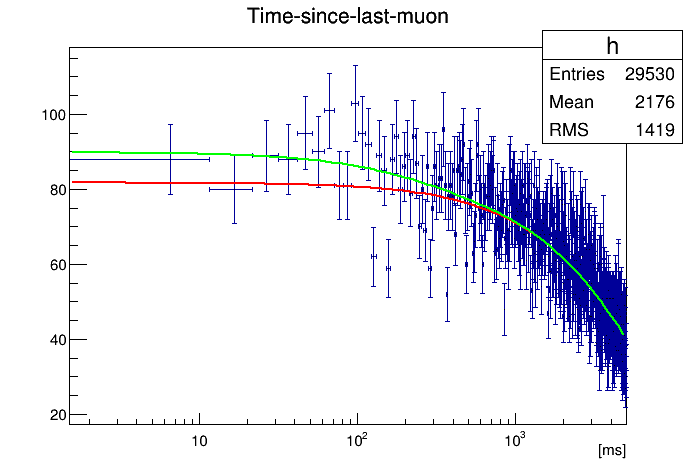 Time-since-last-muon
h
Entries 29530
Mean 2176
RMS 1419
100
80
60
40
20
10
10²
10³
[ms]